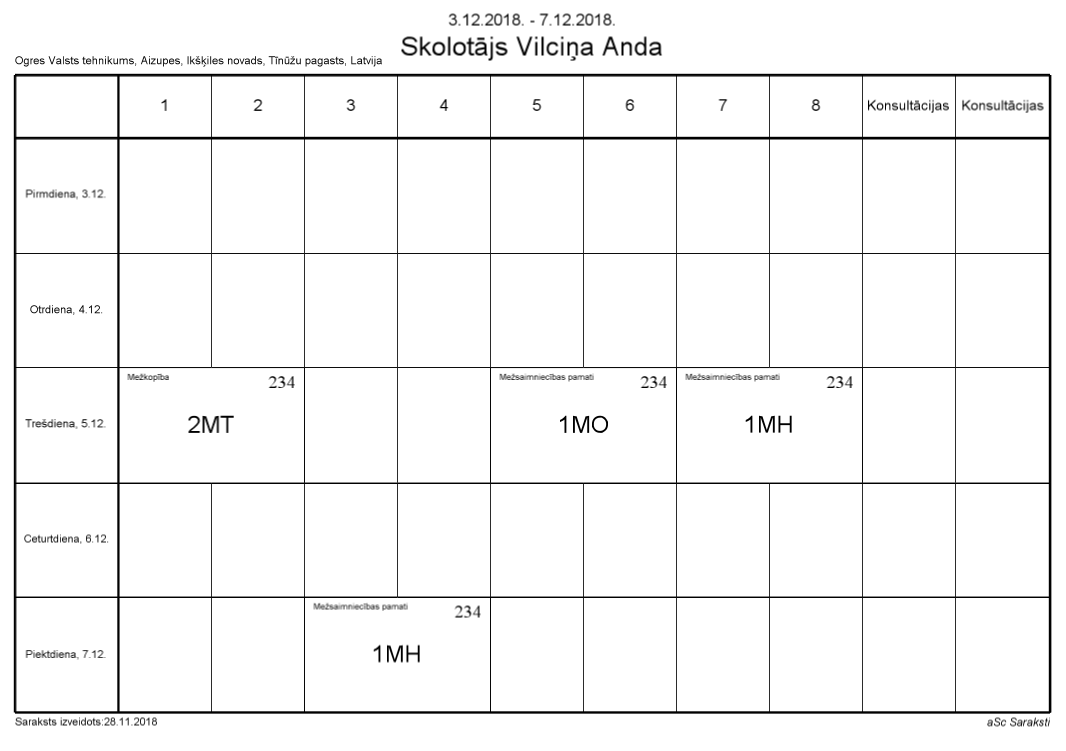 3.12.2018. - 7.12.2018.
Skolotājs Vilciņa Anda
Ogres Valsts tehnikums, Aizupes, Ikšķiles novads, Tīnūžu pagasts, Latvija
1 2 3 4 5 6 7 8 Konsultācijas Konsultācijas
Pirmdiena, 3.12.
Otrdiena, 4.12.
Mežkopība 234 Mežsaimniecības pamati 234 Mežsaimniecības pamati 234
Trešdiena, 5.12. 2MT 1MO 1MH
Ceturtdiena, 6.12.
Mežsaimniecības pamati 234
Piektdiena, 7.12. 1MH
Saraksts izveidots:28.11.2018 aSc Saraksti